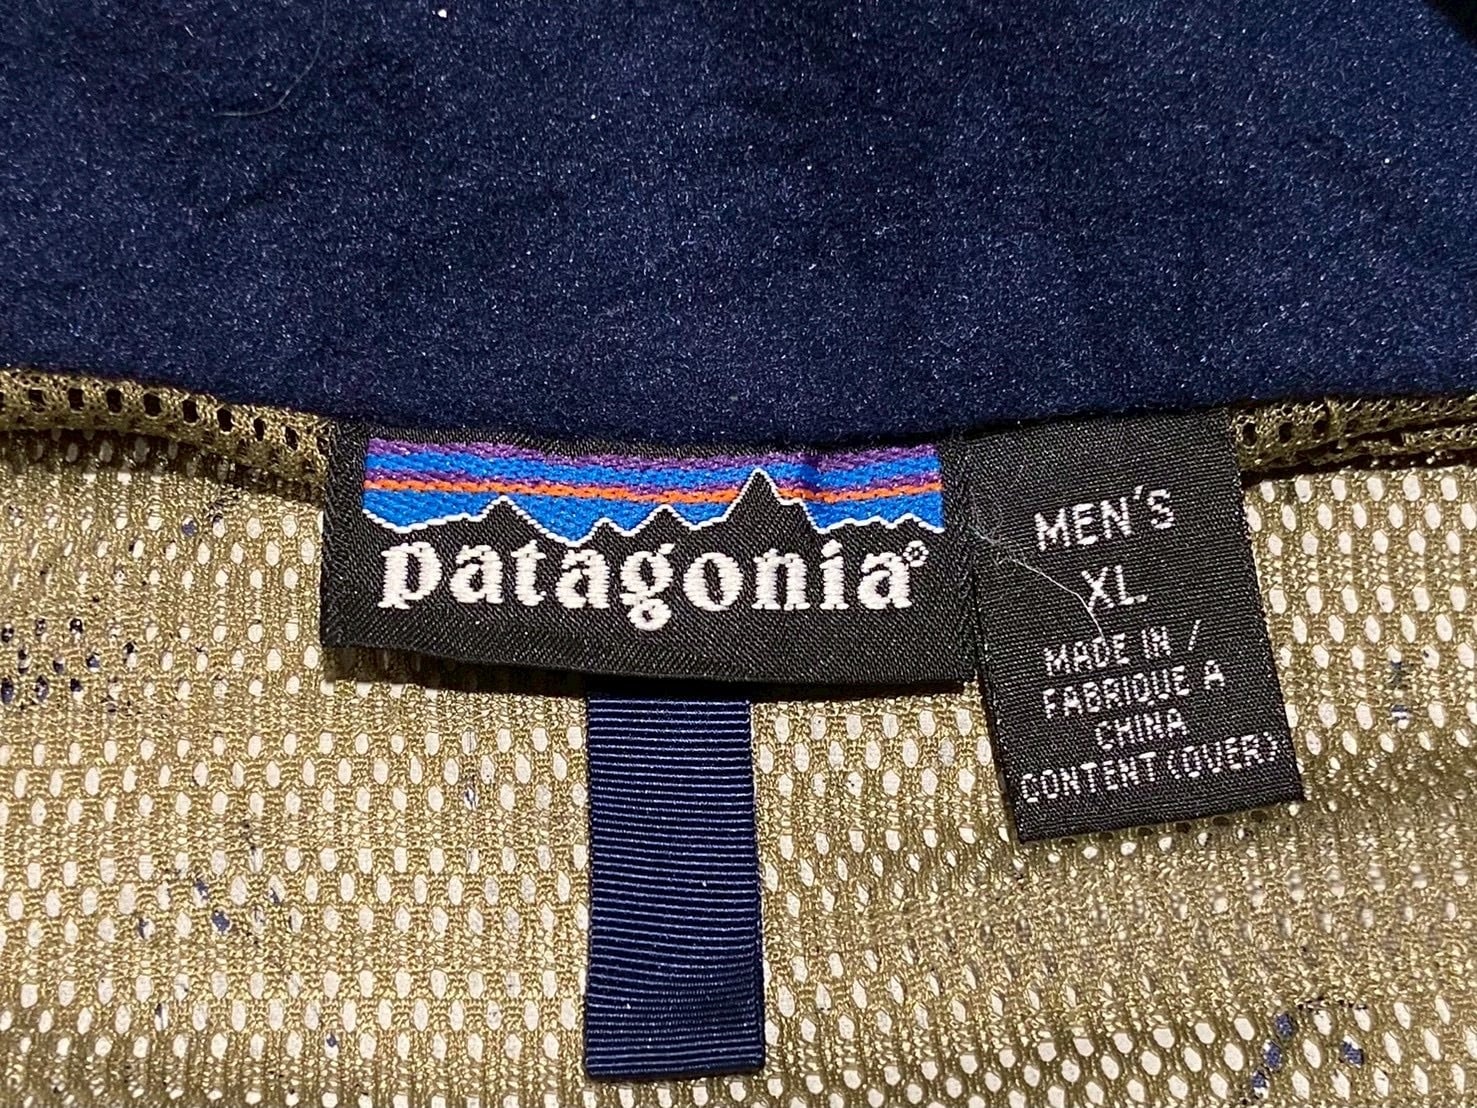 patagonia®
MEN'S
XL
MADE IN /
FABRIQUE A
CHINA
CONTENT (OVER)